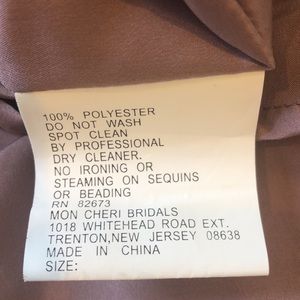 100% POLYESTER
DO NOT WASH
SPOT CLEAN
BY PROFESSIONAL
DRY CLEANER.
NO IRONING OR
STEAMING ON SEQUINS
OR BEADING
RN 82673
MON CHERI BRIDALS
1018 WHITEHEAD ROAD EXT.
TRENTON,NEW JERSEY 08638
MADE IN CHINA
SIZE: